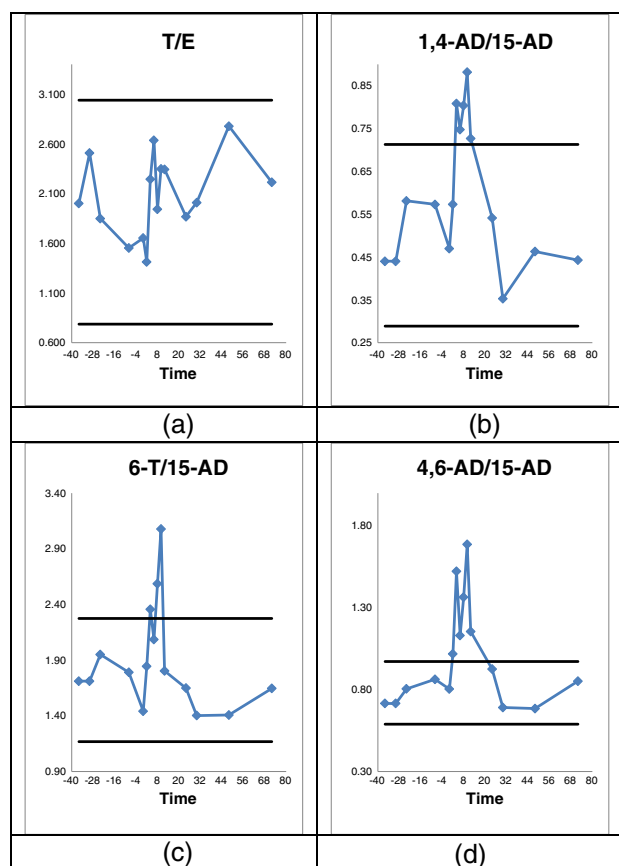 T/E
3.100
2.600
2.100
1.600
1.100
0.600
-40 -28 -16 -4 8 20 32 44 56 68 80
Time
(a)
1,4-AD/15-AD
0.85
0.75
0.65
0.55
0.45
0.35
0.25
-40 -28 -16 -4 8 20 32 44 56 68 80
Time
(b)
6-T/15-AD
3.40
2.90
2.40
1.90
1.40
0.90
-40 -28 -16 -4 8 20 32 44 56 68 80
Time
(c)
4,6-AD/15-AD
1.80
1.30
0.80
0.30
-40 -28 -16 -4 8 20 32 44 56 68 80
Time
(d)